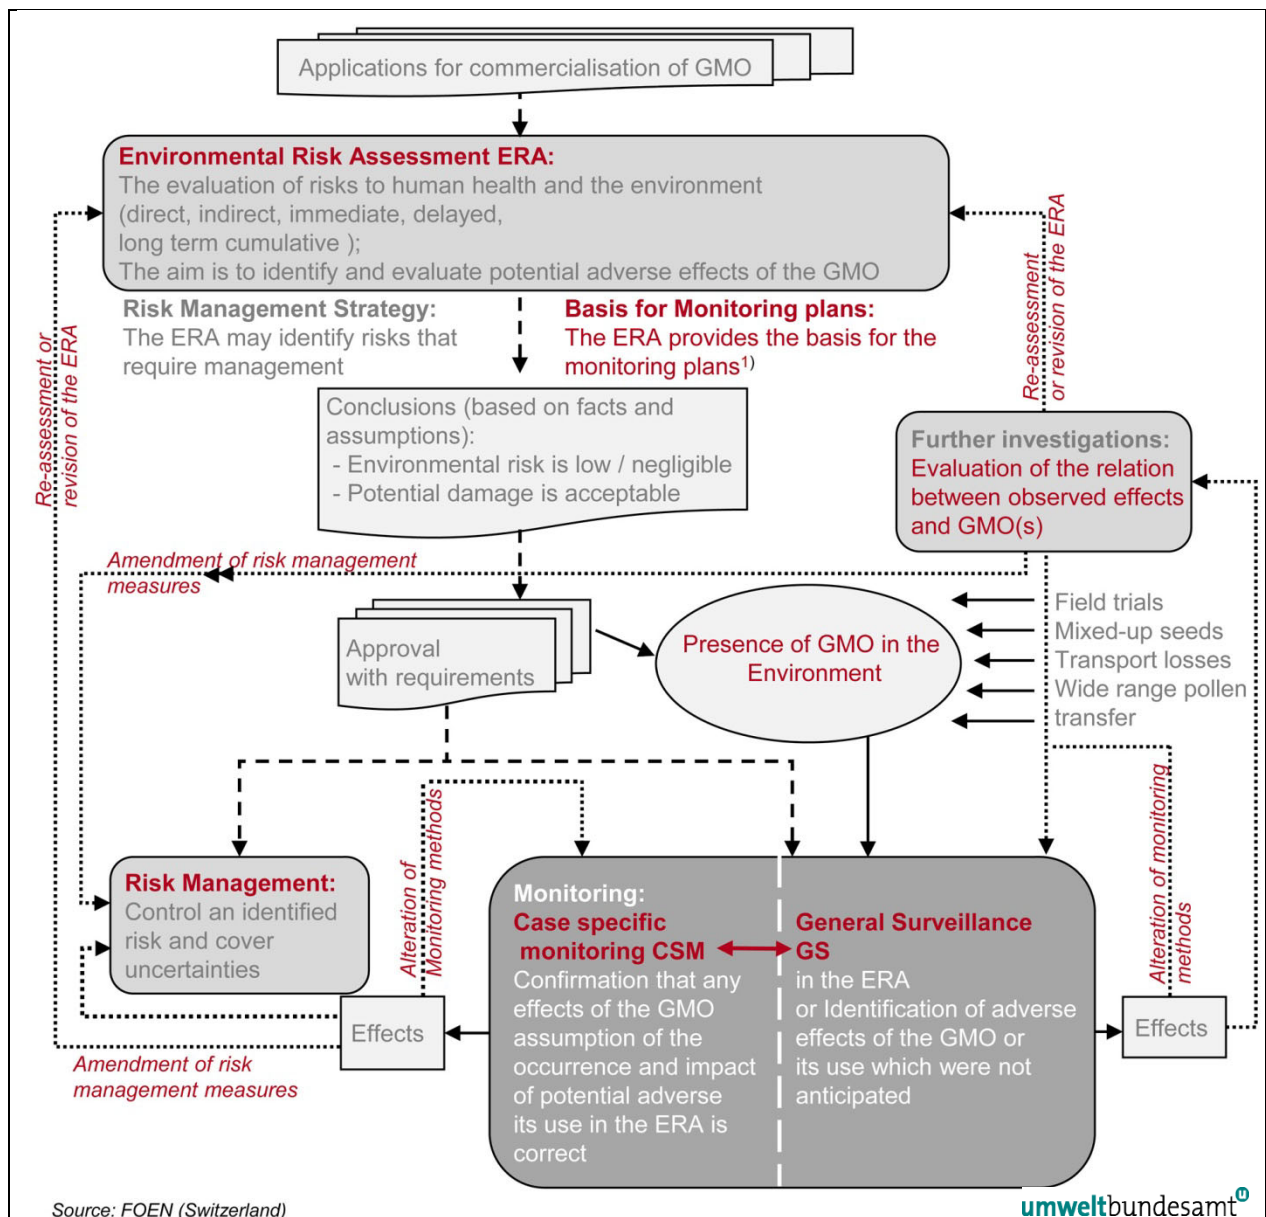 Applications for commercialisation of GMO
Environmental Risk Assessment ERA:
The evaluation of risks to human health and the environment
(direct, indirect, immediate, delayed,
long term cumulative );
The aim is to identify and evaluate potential adverse effects of the GMO
Re-assessment or
revision of the ERA
Re-assessment
or revision of the ERA
Risk Management Strategy:
The ERA may identify risks that
require management
Basis for Monitoring plans:
The ERA provides the basis for the
monitoring plans¹⁾
Conclusions (based on facts and
assumptions):
- Environmental risk is low / negligible
- Potential damage is acceptable
Further investigations:
Evaluation of the relation
between observed effects
and GMO(s)
Amendment of risk management
measures
Approval
with requirements
Presence of GMO in the
Environment
Field trials
Mixed-up seeds
Transport losses
Wide range pollen
transfer
Alteration of
Monitoring methods
Alteration of monitoring
methods
Risk Management:
Control an identified
risk and cover
uncertainties
Monitoring:
Case specific
monitoring CSM
Confirmation that any
effects of the GMO
assumption of the
occurrence and impact
of potential adverse
its use in the ERA is
correct
General Surveillance
GS
in the ERA
or Identification of adverse
effects of the GMO or
its use which were not
anticipated
Effects
Effects
Amendment of risk
management measures
Source: FOEN (Switzerland)
umweltbundesamt
u